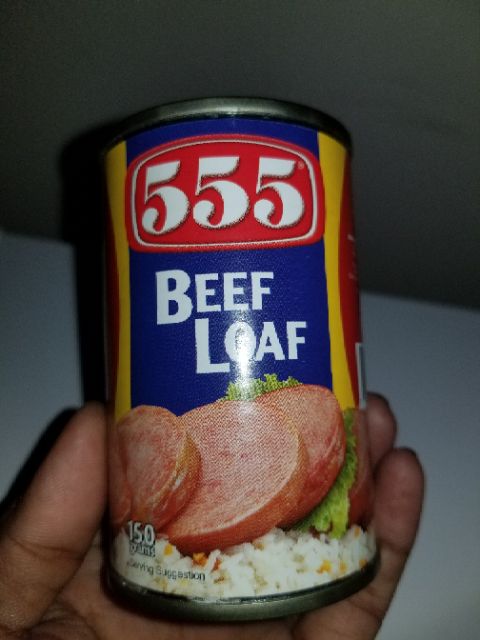 555®
BEEF
LOAF
150
grams
Serving Suggestion